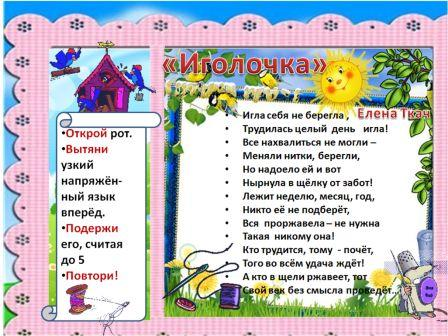 «Иголочка»
Елена Ткач
•Открой рот.
•Вытяни
узкий
напряжён-
ный язык
вперёд.
•Подержи
его, считая
до 5
•Повтори!
• Игла себя не берегла ,
• Трудилась целый день игла!
• Все нахвалиться не могли –
• Меняли нитки, берегли,
• Но надоело ей и вот
• Нырнула в щёлку от забот!
• Лежит неделю, месяц, год,
• Никто её не подберёт,
• Вся проржавела – не нужна
• Такая никому она!
• Кто трудится, тому - почёт,
• Того во всём удача ждёт!
• А кто в щели ржавеет, тот
• Свой век без смысла проведёт...